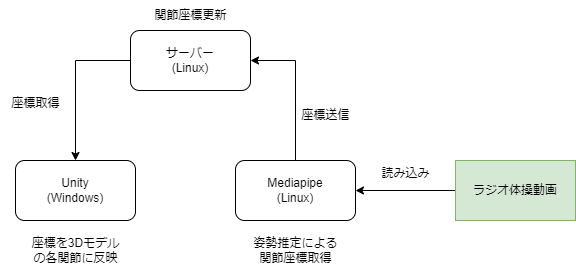 関節座標更新
サーバー
(Linux)
座標取得
座標送信
Unity
(Windows)
Mediapipe
(Linux)
読み込み
ラジオ体操動画
座標を3Dモデル
の各関節に反映
姿勢推定による
関節座標取得